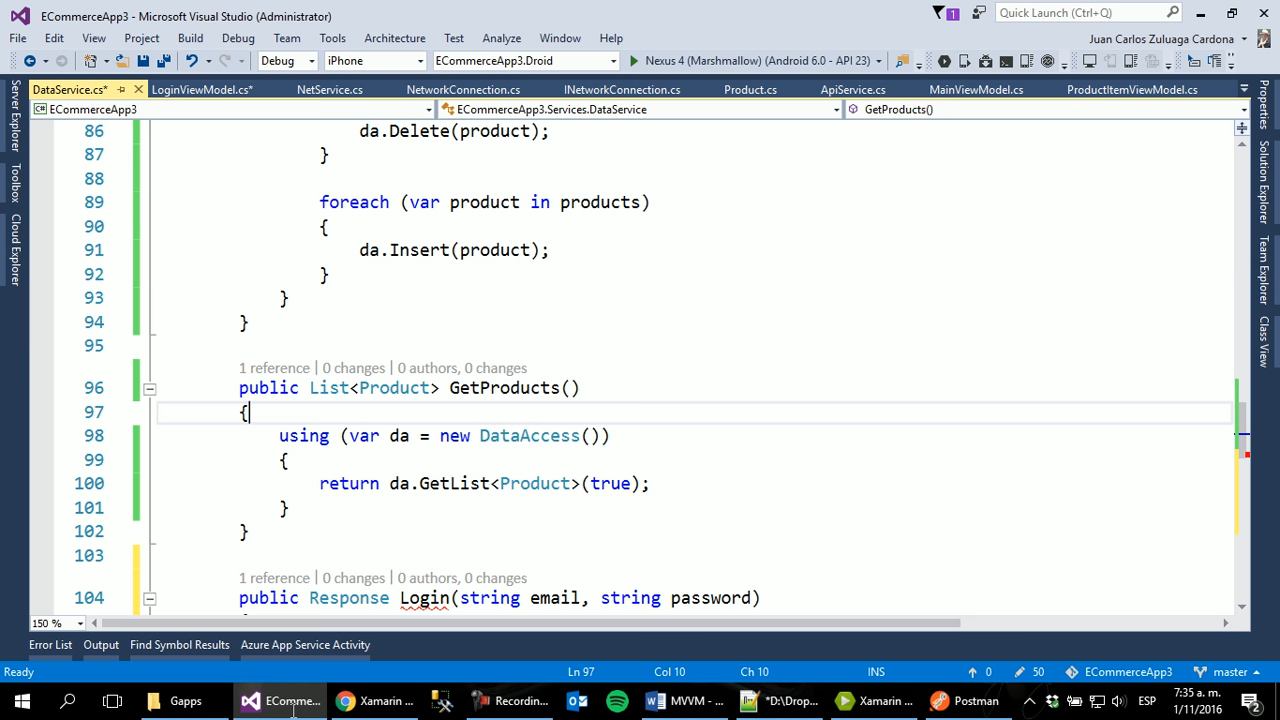 ECommerceApp3 - Microsoft Visual Studio (Administrator)
1
Quick Launch (Ctrl+Q)
File Edit View Project Build Debug Team Tools Architecture Test Analyze Window Help
Juan Carlos Zuluaga Cardona
Debug iPhone ECommerceApp3.Droid Nexus 4 (Marshmallow) (Android 6.0 - API 23)
DataService.cs* LoginViewModel.cs* NetService.cs NetworkConnection.cs INetworkConnection.cs Product.cs ApiService.cs MainViewModel.cs ProductItemViewModel.cs
ECommerceApp3 ECommerceApp3.Services.DataService GetProducts()
Server Explorer
Toolbox
Cloud Explorer
86 da.Delete(product);
87 }
88
89 foreach (var product in products)
90 {
91 da.Insert(product);
92 }
93 }
94 }
95
1 reference | 0 changes | 0 authors, 0 changes
96 public List<Product> GetProducts()
97 {
98 using (var da = new DataAccess())
99 {
100 return da.GetList<Product>(true);
101 }
102 }
103
1 reference | 0 changes | 0 authors, 0 changes
104 public Response Login(string email, string password)
Properties
Solution Explorer
Team Explorer
Class View
150 %
Error List Output Find Symbol Results Azure App Service Activity
Ready Ln 97 Col 10 Ch 10 INS 0 50 ECommerceApp3 master
Gapps ECommerce... Xamarin ... Recordin... MVVM - ... *D:\Drop... Xamarin ... Postman ESP 7:35 a. m.
1/11/2016 2